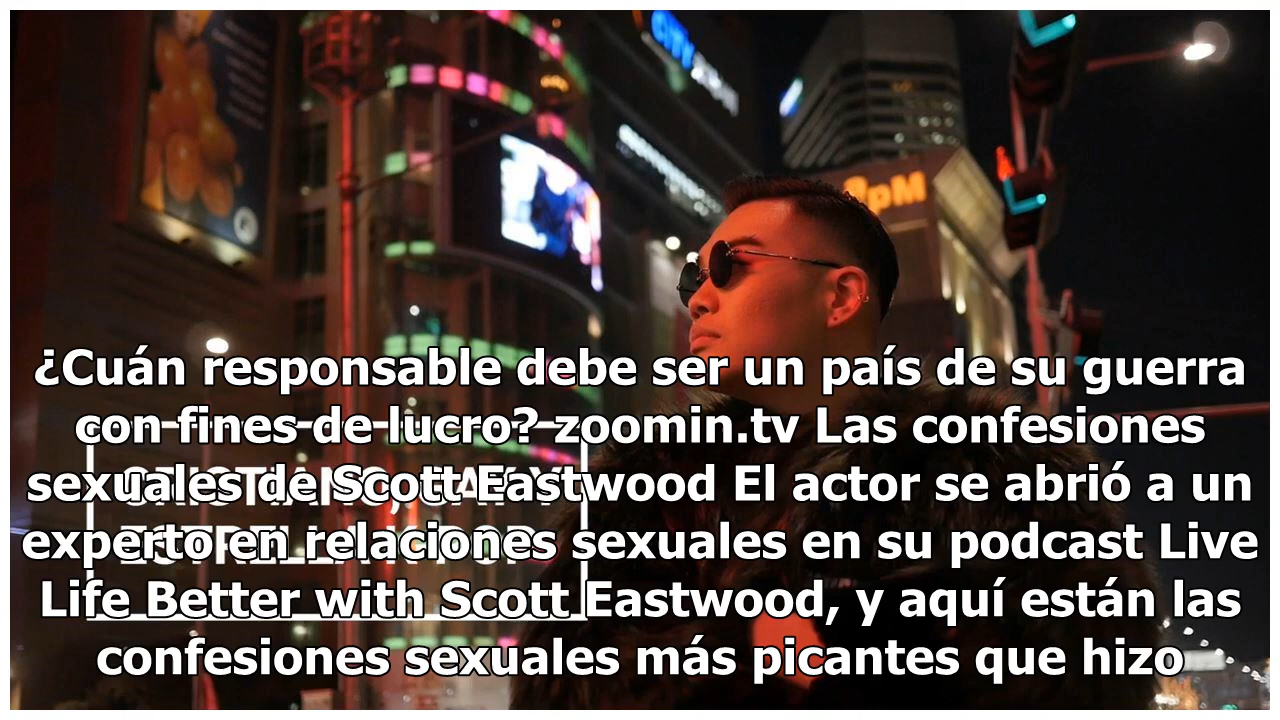 CITY
8pM
¿Cuán responsable debe ser un país de su guerra
con fines de lucro? zoomin.tv Las confesiones
sexuales de Scott Eastwood El actor se abrió a un
experto en relaciones sexuales en su podcast Live
Life Better with Scott Eastwood, y aquí están las
confesiones sexuales más picantes que hizo